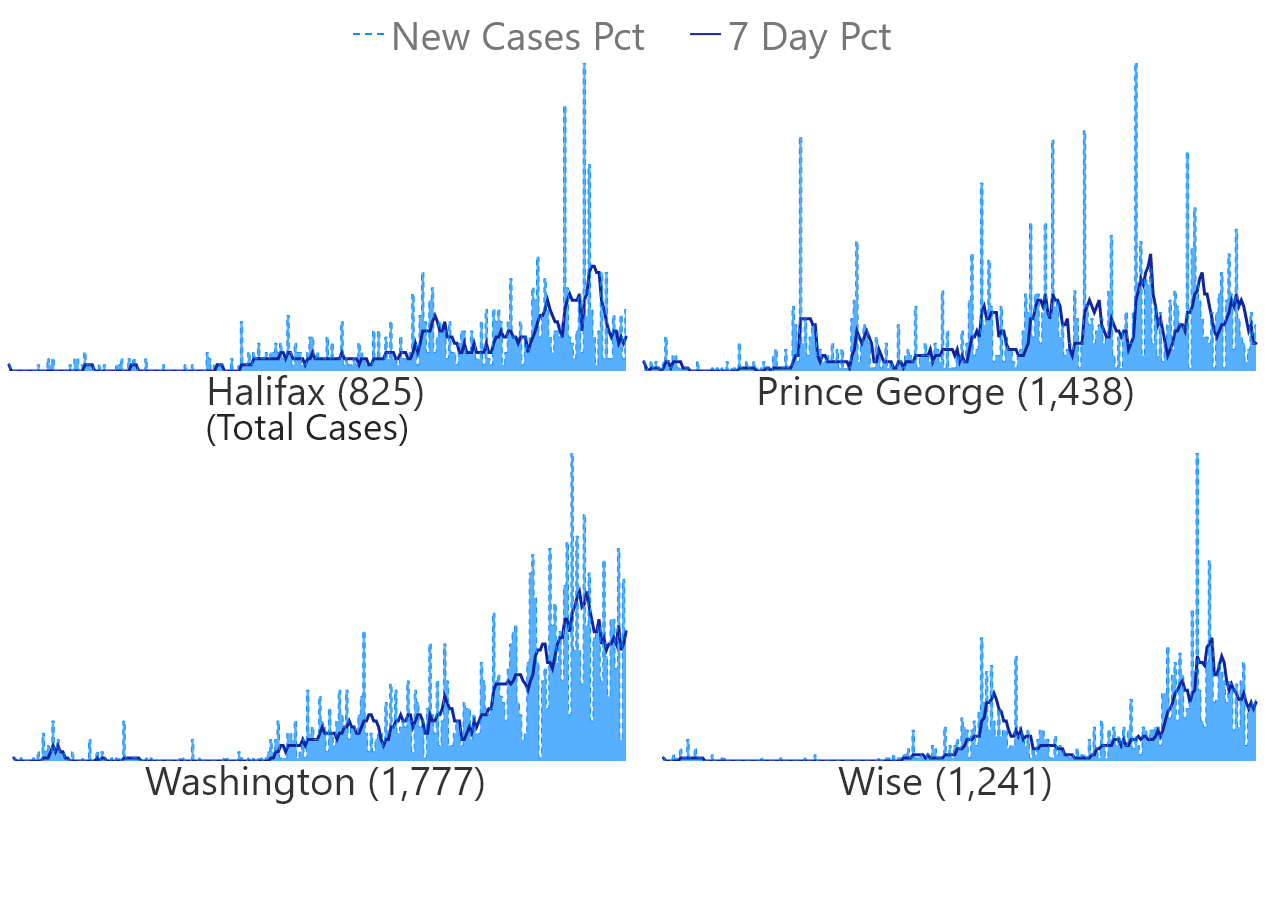 New Cases Pct 7 Day Pct
Halifax (825)
(Total Cases)
Prince George (1,438)
Washington (1,777)
Wise (1,241)